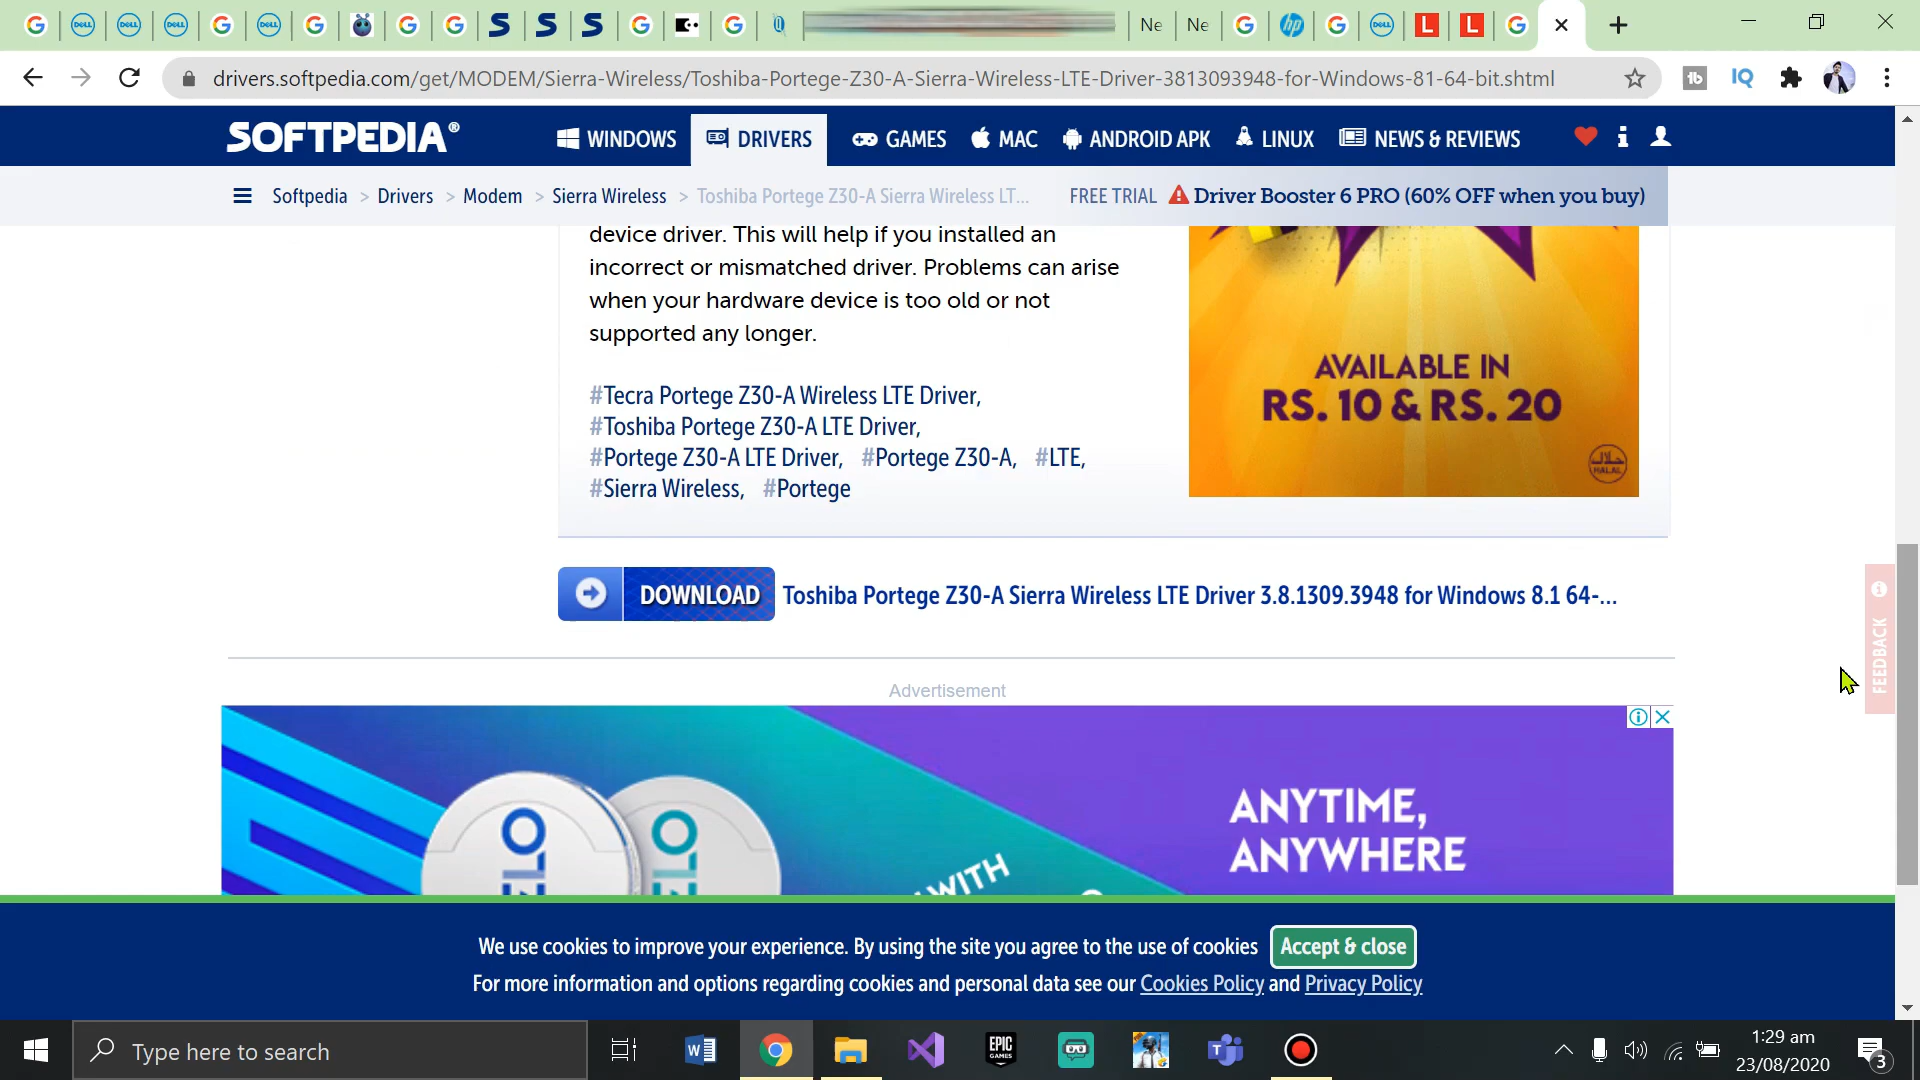 Ne
Ne
drivers.softpedia.com/get/MODEM/Sierra-Wireless/Toshiba-Portege-Z30-A-Sierra-Wireless-LTE-Driver-3813093948-for-Windows-81-64-bit.shtml
SOFTPEDIA®
WINDOWS
DRIVERS
GAMES
MAC
ANDROID APK
LINUX
NEWS & REVIEWS
Softpedia > Drivers > Modem > Sierra Wireless > Toshiba Portege Z30-A Sierra Wireless LT...
FREE TRIAL Driver Booster 6 PRO (60% OFF when you buy)
device driver. This will help if you installed an
incorrect or mismatched driver. Problems can arise
when your hardware device is too old or not
supported any longer.
#Tecra Portege Z30-A Wireless LTE Driver,
#Toshiba Portege Z30-A LTE Driver,
#Portege Z30-A LTE Driver, #Portege Z30-A, #LTE,
#Sierra Wireless, #Portege
AVAILABLE IN
RS. 10 & RS. 20
HALAL
DOWNLOAD Toshiba Portege Z30-A Sierra Wireless LTE Driver 3.8.1309.3948 for Windows 8.1 64-...
FEEDBACK
Advertisement
ANYTIME,
ANYWHERE
WITH
We use cookies to improve your experience. By using the site you agree to the use of cookies Accept & close
For more information and options regarding cookies and personal data see our Cookies Policy and Privacy Policy
Type here to search
EPIC
GAMES
1:29 am
23/08/2020
3